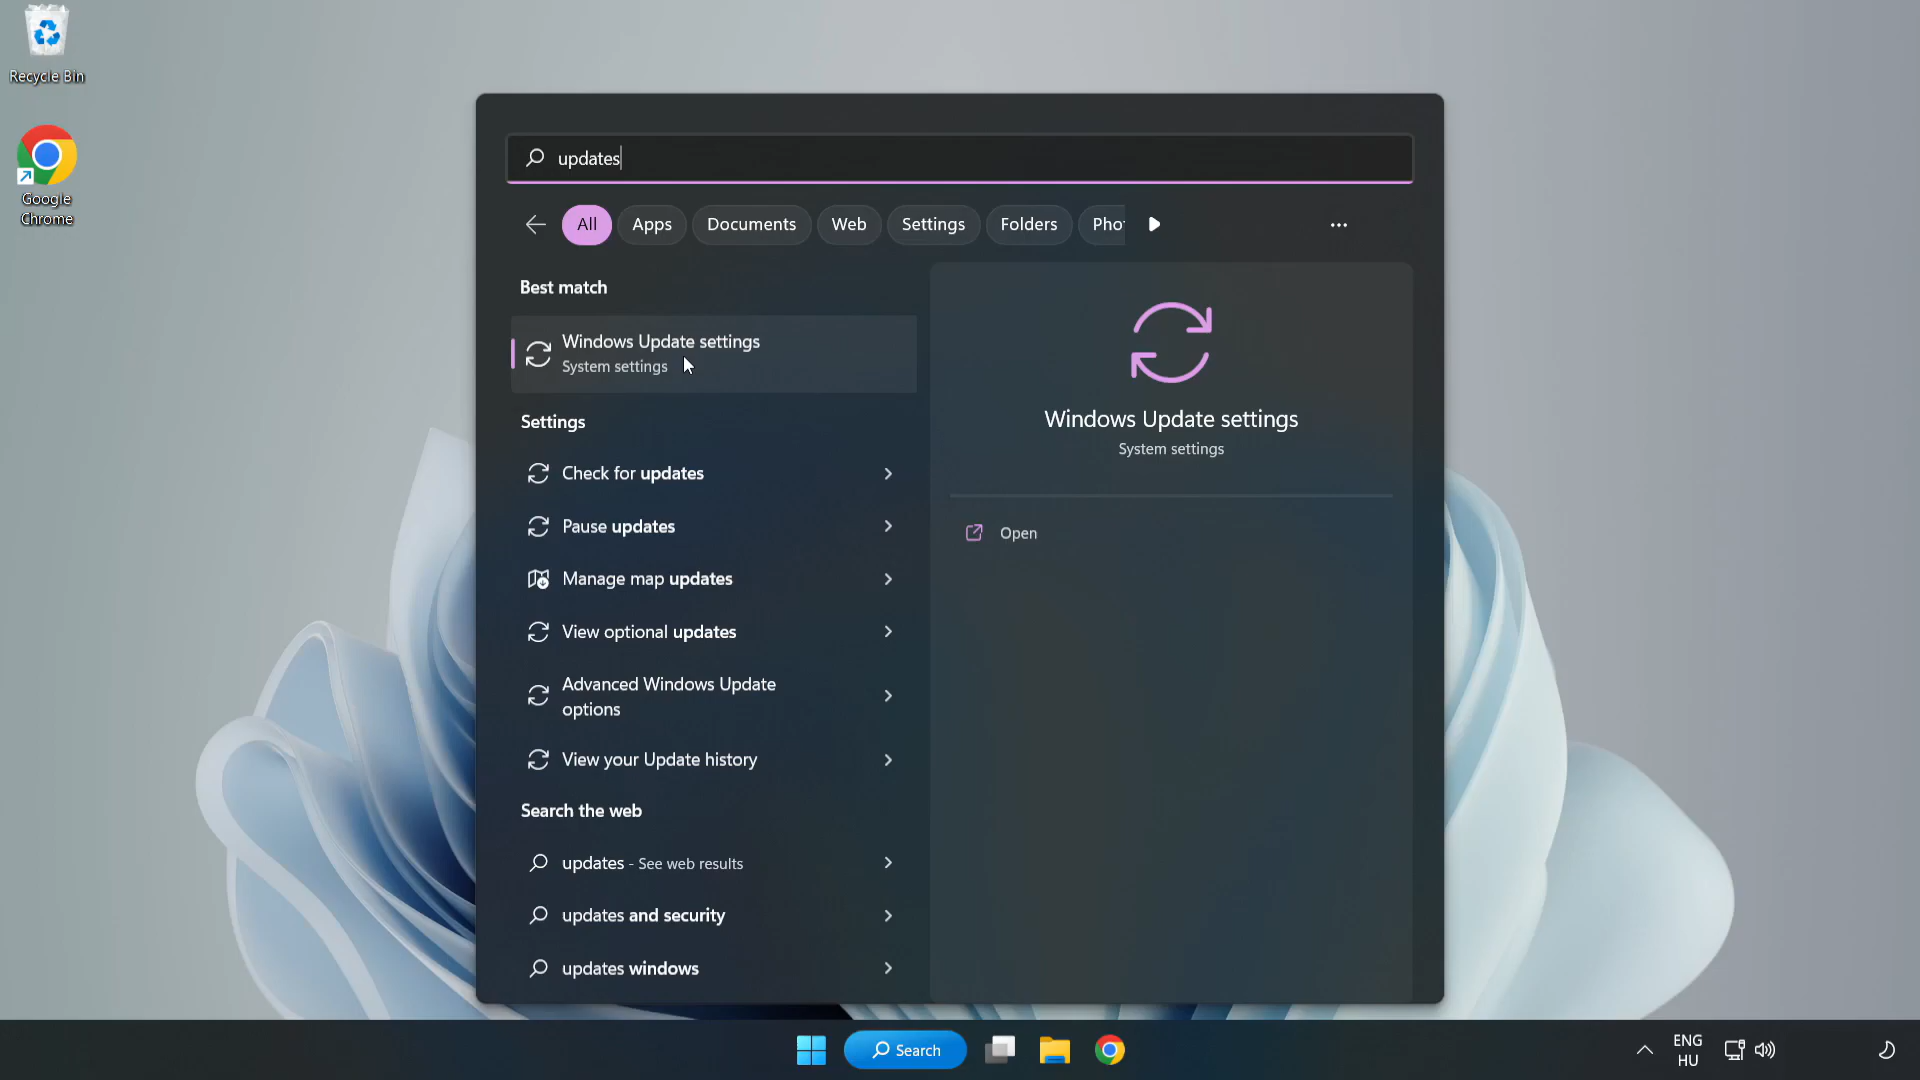 Recycle Bin
Google
Chrome
updates
All
Apps
Documents
Web
Settings
Folders
Pho
Best match
Windows Update settings
System settings
Settings
Check for updates
Pause updates
Manage map updates
View optional updates
Advanced Windows Update
options
View your Update history
Search the web
updates - See web results
updates and security
updates windows
Windows Update settings
System settings
Open
Search
ENG
HU